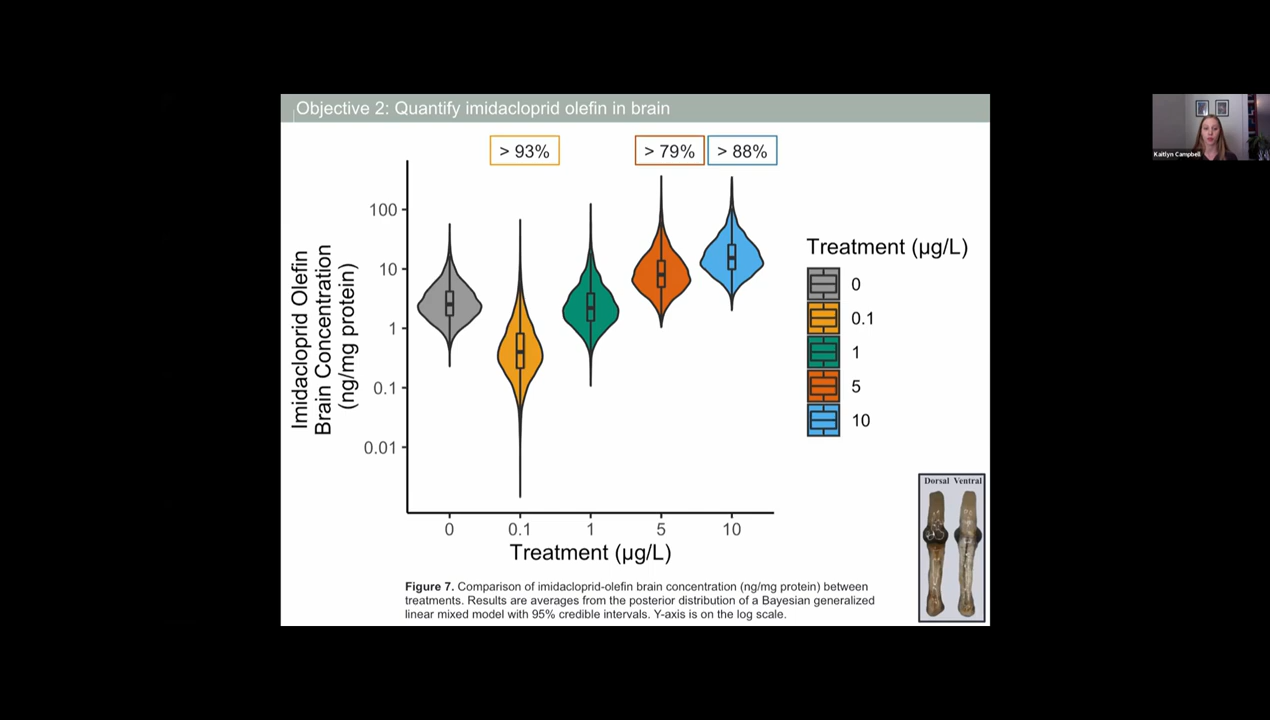 Objective 2: Quantify imidacloprid olefin in brain
> 93%
> 79%
> 88%
Imidacloprid Olefin
Brain Concentration
(ng/mg protein)
100
10
1
0.1
0.01
0
0.1
1
5
10
Treatment (µg/L)
Treatment (µg/L)
0
0.1
1
5
10
Dorsal Ventral
Figure 7. Comparison of imidacloprid-olefin brain concentration (ng/mg protein) between
treatments. Results are averages from the posterior distribution of a Bayesian generalized
linear mixed model with 95% credible intervals. Y-axis is on the log scale.
Kaitlyn Campbell